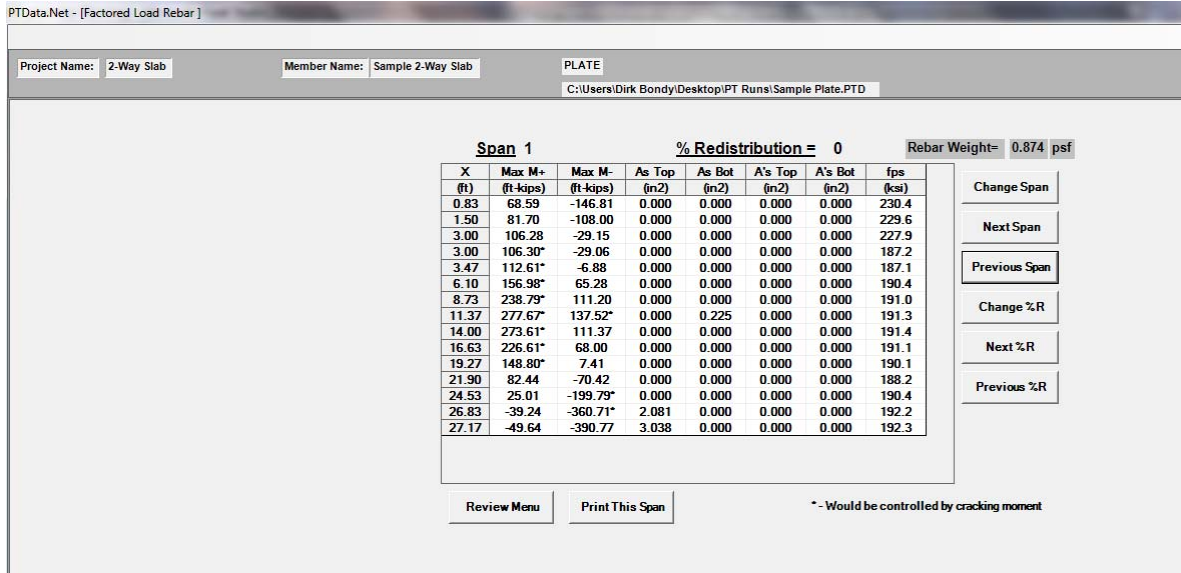 PTData.Net - [Factored Load Rebar ]
Project Name: 2-Way Slab Member Name: Sample 2-Way Slab PLATE
C:\Users\Dirk Bondy\Desktop\PT Runs\Sample Plate.PTD
Span 1 % Redistribution = 0 Rebar Weight= 0.874 psf
X Max M+ Max M- As Top As Bot A's Top A's Bot fps
(ft) (ft-kips) (ft-kips) (in2) (in2) (in2) (in2) (ksi)
0.83 68.59 -146.81 0.000 0.000 0.000 0.000 230.4
1.50 81.70 -108.00 0.000 0.000 0.000 0.000 229.6
3.00 106.28 -29.15 0.000 0.000 0.000 0.000 227.9
3.00 106.30* -29.06 0.000 0.000 0.000 0.000 187.2
3.47 112.61* -6.88 0.000 0.000 0.000 0.000 187.1
6.10 156.98* 65.28 0.000 0.000 0.000 0.000 190.4
8.73 238.79* 111.20 0.000 0.000 0.000 0.000 191.0
11.37 277.67* 137.52* 0.000 0.225 0.000 0.000 191.3
14.00 273.61* 111.37 0.000 0.000 0.000 0.000 191.4
16.63 226.61* 68.00 0.000 0.000 0.000 0.000 191.1
19.27 148.80* 7.41 0.000 0.000 0.000 0.000 190.1
21.90 82.44 -70.42 0.000 0.000 0.000 0.000 188.2
24.53 25.01 -199.79* 0.000 0.000 0.000 0.000 190.4
26.83 -39.24 -360.71* 2.081 0.000 0.000 0.000 192.2
27.17 -49.64 -390.77 3.038 0.000 0.000 0.000 192.3
Change Span
Next Span
Previous Span
Change %R
Next %R
Previous %R
Review Menu Print This Span * - Would be controlled by cracking moment